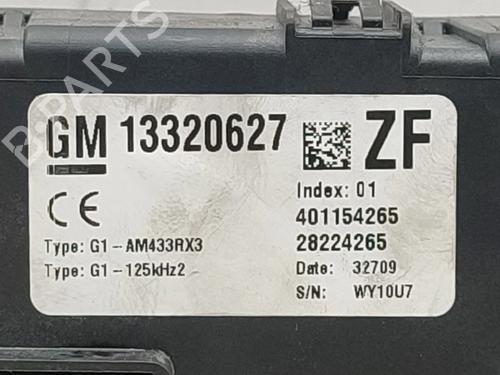 B-PARTS
GM 13320627 ZF
CE
Index: 01
401154265
28224265
Type: G1-AM433RX3
Type: G1-125kHz2
Date: 32709
S/N: WY10U7